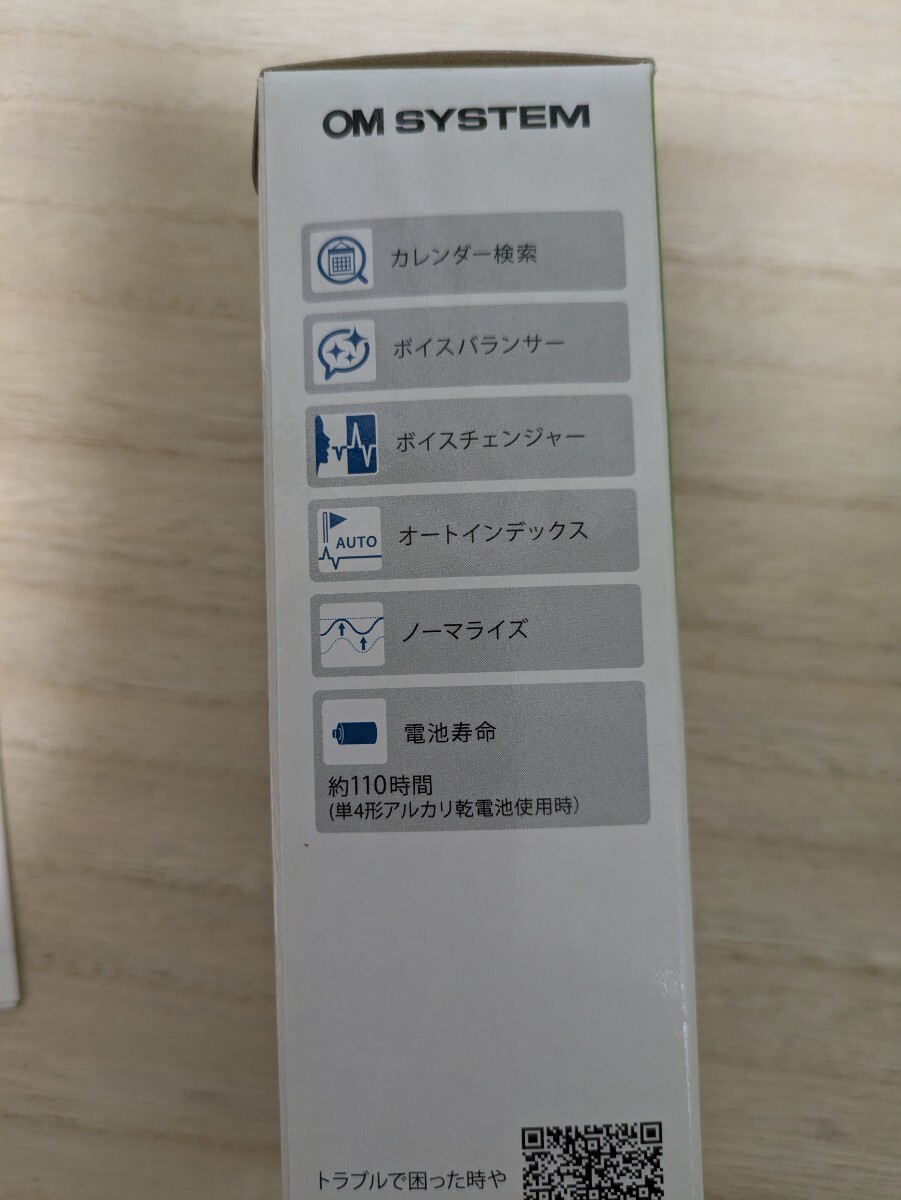 OM SYSTEM
カレンダー検索
ボイスバランサー
ボイスチェンジャー
AUTO
オートインデックス
ノーマライズ
電池寿命
約110時間
(単4形アルカリ乾電池使用時)
トラブルで困った時や